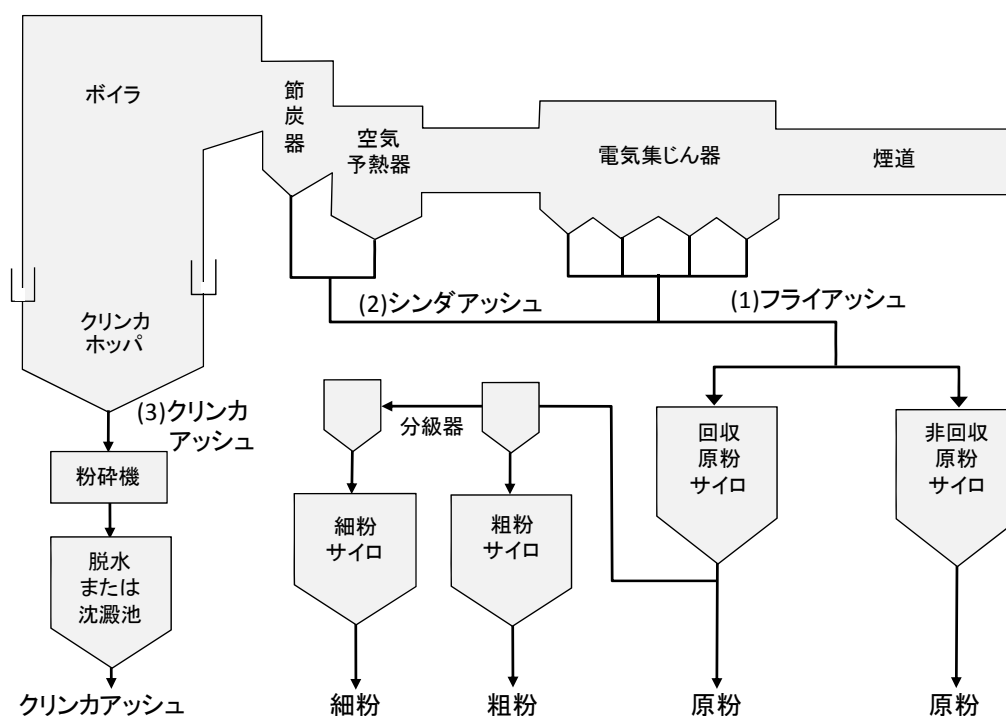 ボイラ
節
炭
器
空気
予熱器
電気集じん器
煙道
(2)シンダアッシュ
(1)フライアッシュ
クリンカ
ホッパ
(3)クリンカ
アッシュ
分級器
回収
原粉
サイロ
非回収
原粉
サイロ
粉砕機
細粉
サイロ
粗粉
サイロ
脱水
または
沈澱池
クリンカアッシュ
細粉
粗粉
原粉
原粉